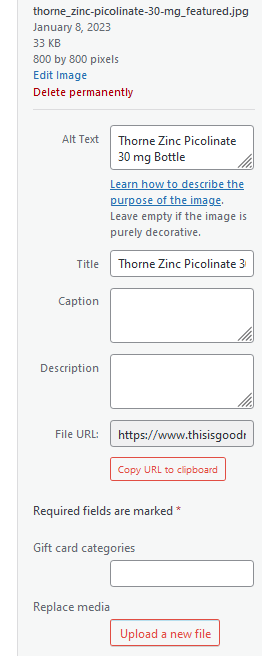 thorne_zinc-picolinate-30-mg_featured.jpg
January 8, 2023
33 KB
800 by 800 pixels
Edit Image
Delete permanently
Alt Text
Thorne Zinc Picolinate
30 mg Bottle
Learn how to describe the
purpose of the image.
Leave empty if the image is
purely decorative.
Title
Thorne Zinc Picolinate 3
Caption
Description
File URL:
https://www.thisisgood
Copy URL to clipboard
Required fields are marked *
Gift card categories
Replace media
Upload a new file